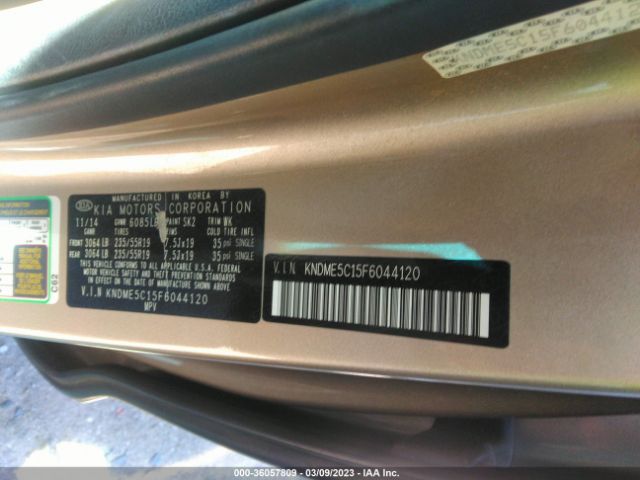 KNDME5C15F604412
KIA MANUFACTURED IN KOREA BY
KIA MOTORS CORPORATION
11/14 GVWR 6085LB PAINT SK2 TRIM WK
GAWR TIRES RIMS COLD TIRE INFL
FRONT 3064 LB 235/55R19 7.5Jx19 35 psi SINGLE
REAR 3064 LB 235/55R19 7.5Jx19 35 psi SINGLE
THIS VEHICLE CONFORMS TO ALL APPLICABLE U.S.A. FEDERAL
MOTOR VEHICLE SAFETY AND THEFT PREVENTION STANDARDS
IN EFFECT ON THE DATE OF MANUFACTURE SHOWN ABOVE.
V.I.N KNDME5C15F6044120
MPV
C62
V.I.N KNDME5C15F6044120
000-36057809 — 03/09/2023 — IAA Inc.